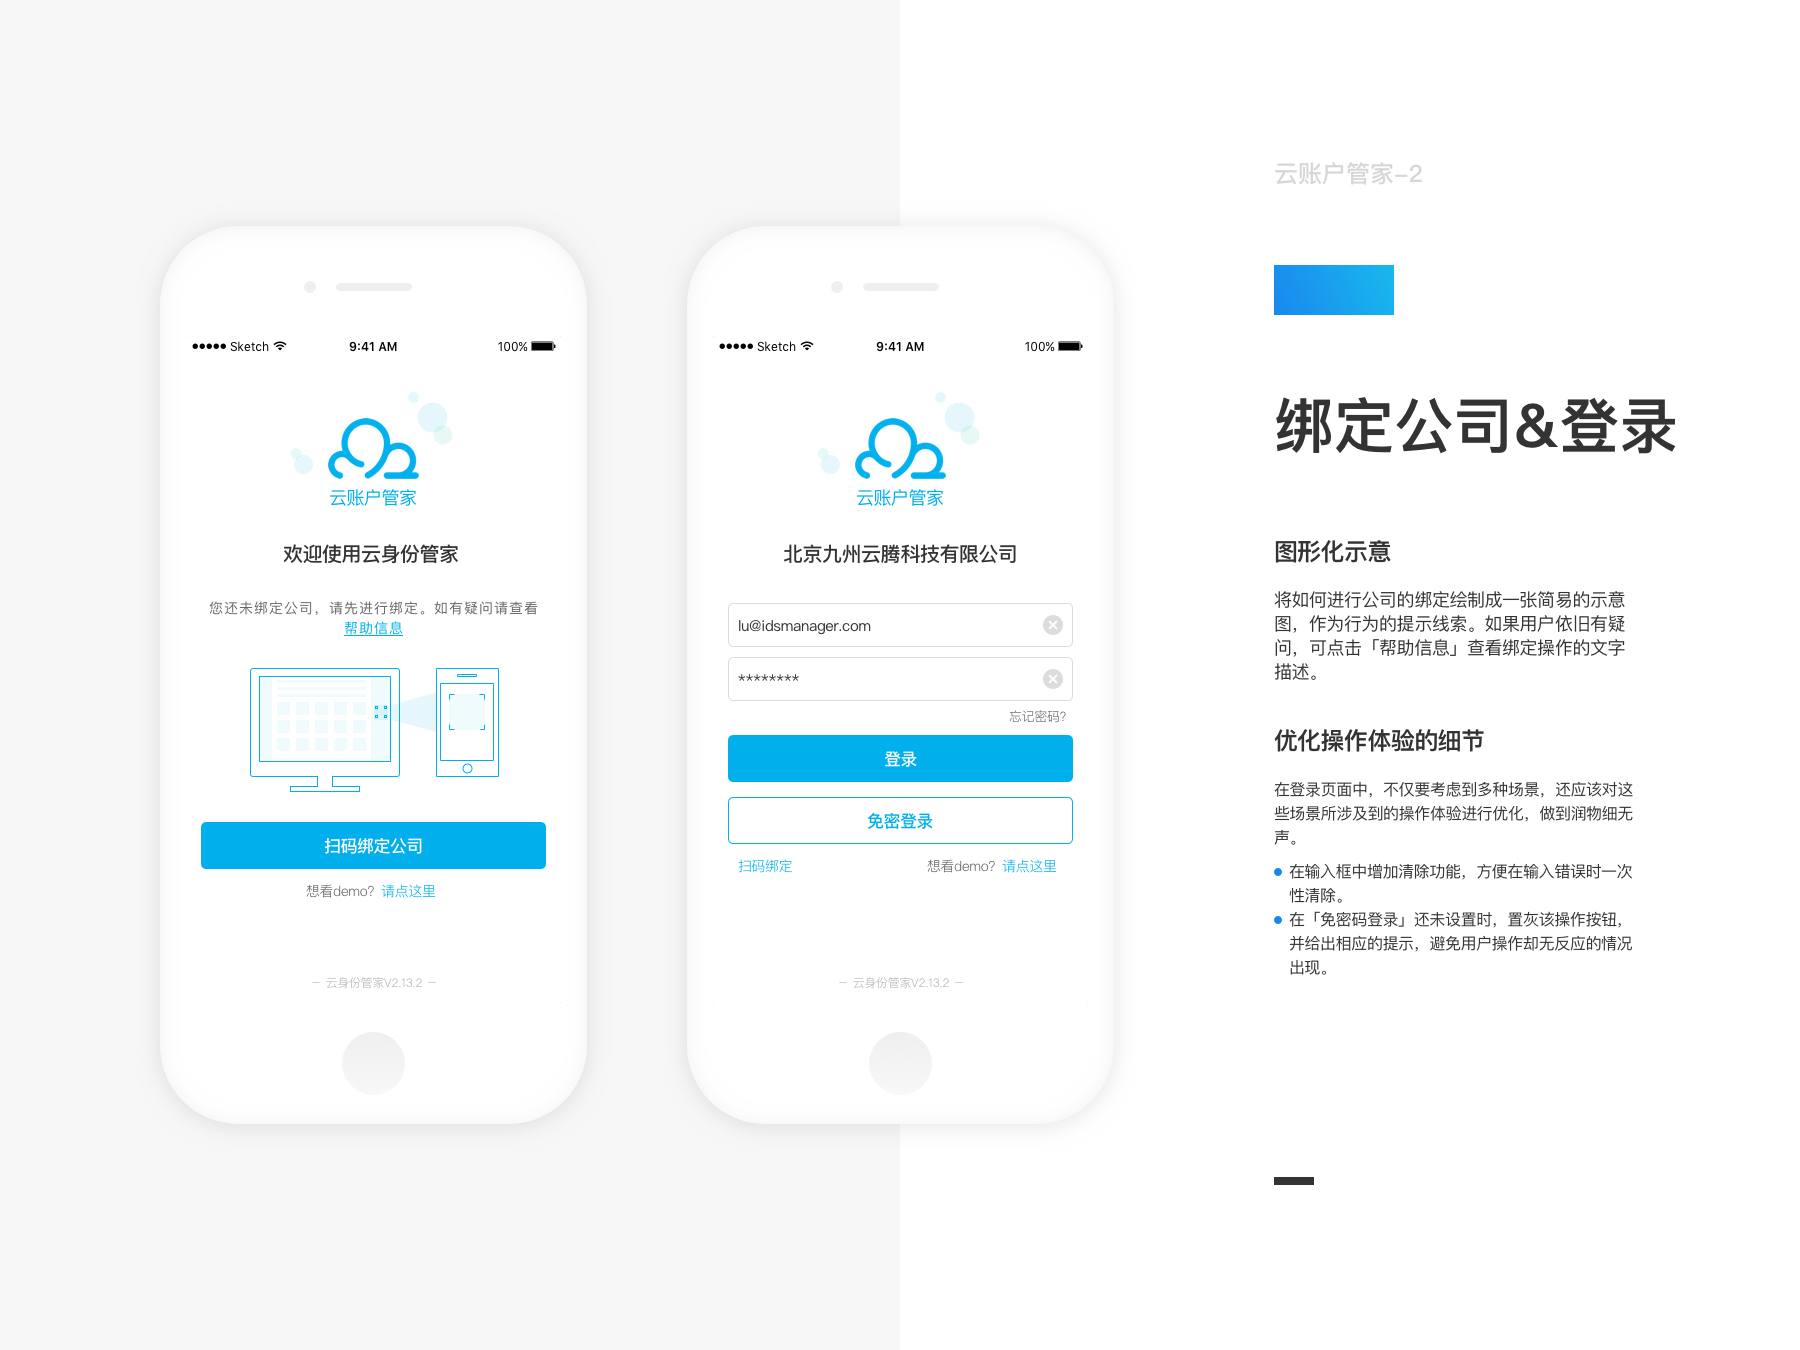 Sketch 9:41 AM 100%
云账户管家
欢迎使用云身份管家
您还未绑定公司，请先进行绑定。如有疑问请查看
帮助信息
扫码绑定公司
想看demo？请点这里
— 云身份管家V2.13.2 —
Sketch 9:41 AM 100%
云账户管家
北京九州云腾科技有限公司
lu@idsmanager.com
********
忘记密码？
登录
免密登录
扫码绑定 想看demo？请点这里
— 云身份管家V2.13.2 —
云账户管家-2
绑定公司&登录
图形化示意
将如何进行公司的绑定绘制成一张简易的示意
图，作为行为的提示线索。如果用户依旧有疑
问，可点击「帮助信息」查看绑定操作的文字
描述。
优化操作体验的细节
在登录页面中，不仅要考虑到多种场景，还应该对这
些场景所涉及到的操作体验进行优化，做到润物细无
声。
在输入框中增加清除功能，方便在输入错误时一次
性清除。
在「免密码登录」还未设置时，置灰该操作按钮，
并给出相应的提示，避免用户操作却无反应的情况
出现。